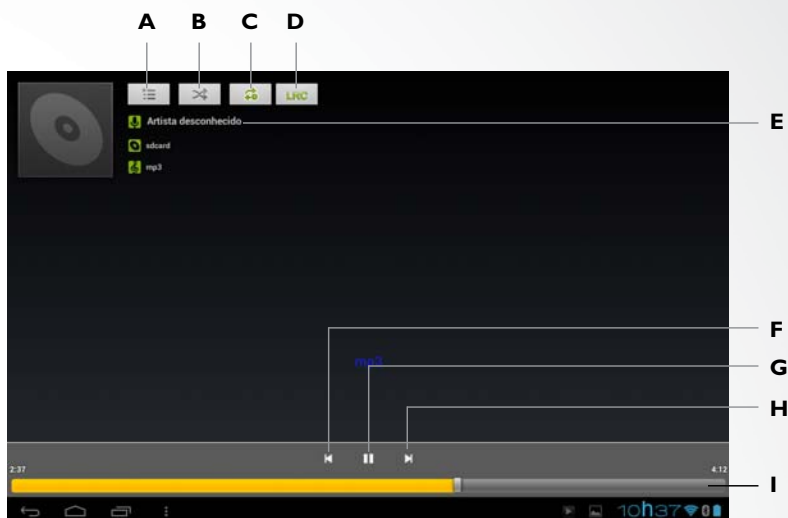 A B C D
LRC
Artista desconhecido
E
sdcard
mp3
F
mp3
G
H
2:37
4:12
I
10h37